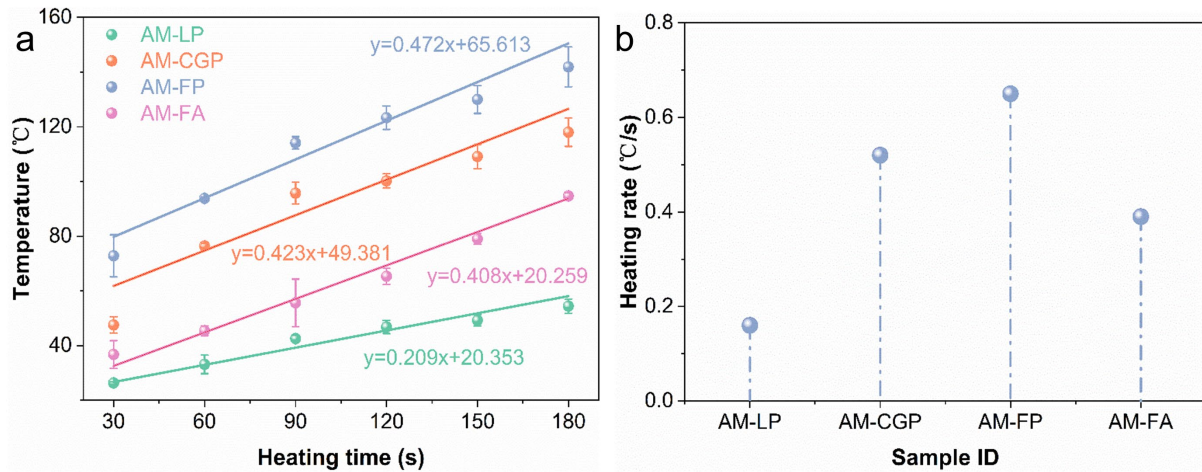 a
160
120
80
40
Temperature (℃)
AM-LP
AM-CGP
AM-FP
AM-FA
y=0.472x+65.613
y=0.423x+49.381
y=0.408x+20.259
y=0.209x+20.353
30 60 90 120 150 180
Heating time (s)
b
0.8
0.6
0.4
0.2
0.0
Heating rate (℃/s)
AM-LP AM-CGP AM-FP AM-FA
Sample ID